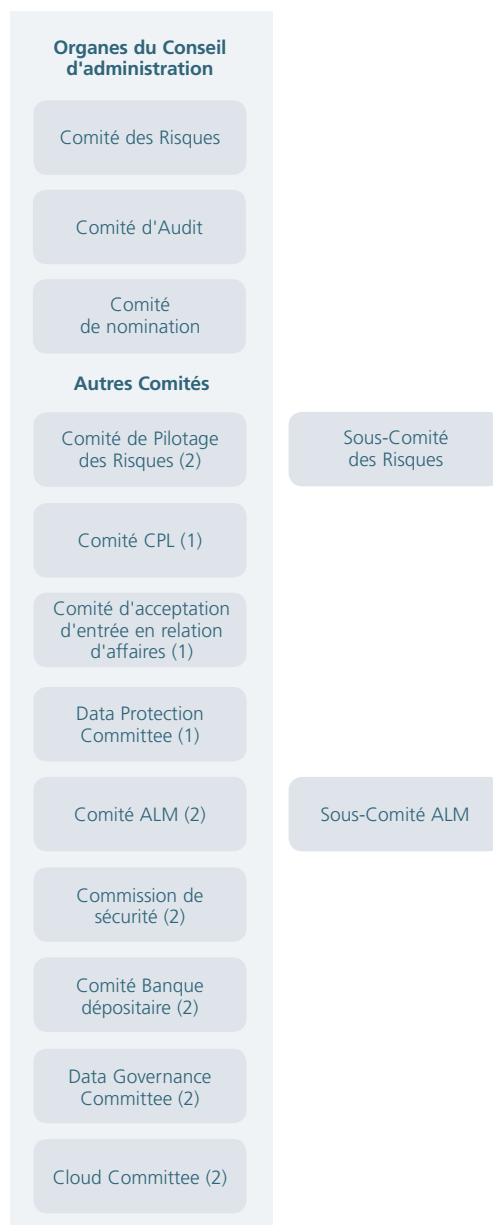 Organes du Conseil
d'administration
Comité des Risques
Comité d'Audit
Comité
de nomination
Autres Comités
Comité de Pilotage
des Risques (2)
Sous-Comité
des Risques
Comité CPL (1)
Comité d'acceptation
d'entrée en relation
d'affaires (1)
Data Protection
Committee (1)
Comité ALM (2)
Sous-Comité ALM
Commission de
sécurité (2)
Comité Banque
dépositaire (2)
Data Governance
Committee (2)
Cloud Committee (2)